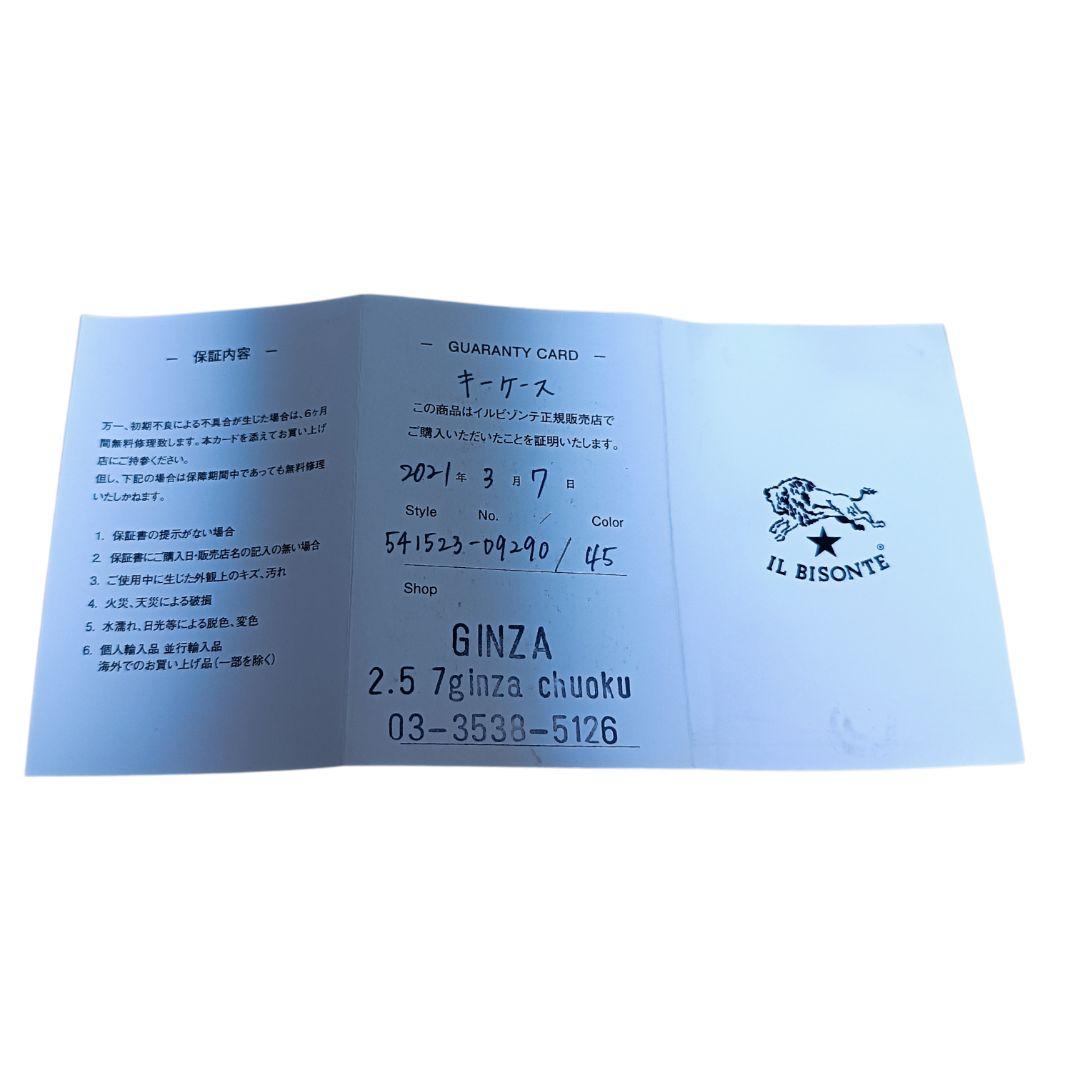 — 保証内容 —
万一、初期不良による不具合が生じた場合は、6ヶ月
間無料修理致します。本カードを添えてお買い上げ
店にご持参ください。
但し、下記の場合は保障期間中であっても無料修理
いたしかねます。
1. 保証書の提示がない場合
2. 保証書にご購入日・販売店名の記入の無い場合
3. ご使用中に生じた外観上のキズ、汚れ
4. 火災、天災による破損
5. 水濡れ、日光等による脱色、変色
6. 個人輸入品 並行輸入品
海外でのお買い上げ品(一部を除く)
— GUARANTY CARD —
キーケース
この商品はイルビゾンテ正規販売店で
ご購入いただいたことを証明いたします。
2021年 3月 7日
Style No. / Color
541523-09290 / 45
Shop
GINZA
2.5 7ginza chuoku
03-3538-5126
IL BISONTE®